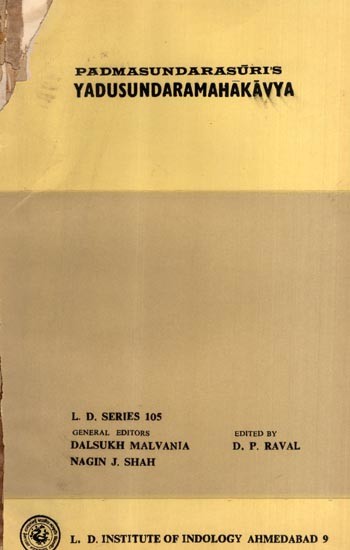 PADMASUNDARASŪRI'S
YADUSUNDARAMAHĀKĀVYA
L. D. SERIES 105
GENERAL EDITORS
DALSUKH MALVANIA
NAGIN J. SHAH
EDITED BY
D. P. RAVAL
L. D. INSTITUTE OF INDOLOGY AHMEDABAD 9